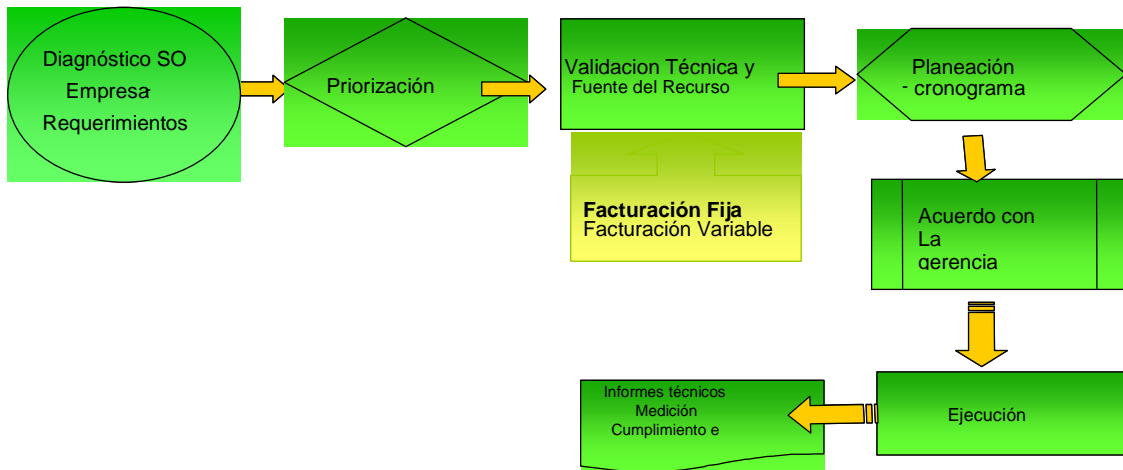 Diagnóstico SO
Empresa-
Requerimientos
Priorización
Validacion Técnica y
Fuente del Recurso
Planeación
- cronograma
Facturación Fija
Facturación Variable
Acuerdo con
La
gerencia
Ejecución
Informes técnicos
Medición
Cumplimiento e